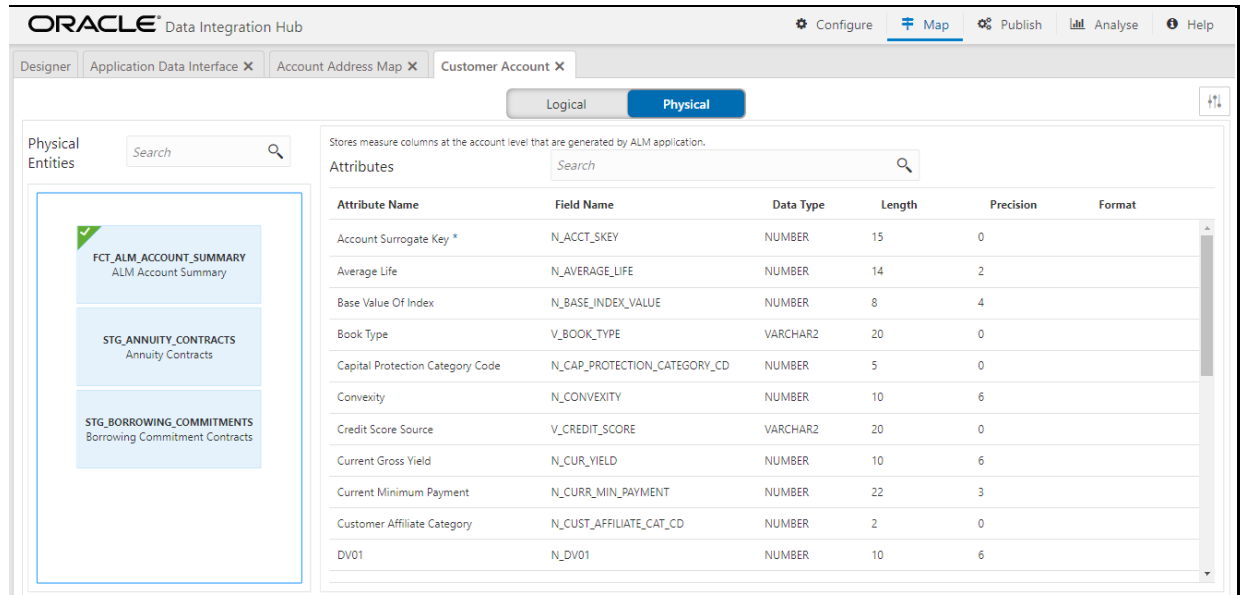 ORACLE® Data Integration Hub Configure Map Publish Analyse Help
Designer Application Data Interface Account Address Map Customer Account
Logical Physical
Physical Entities
Search
FCT_ALM_ACCOUNT_SUMMARY
ALM Account Summary
STG_ANNUITY_CONTRACTS
Annuity Contracts
STG_BORROWING_COMMITMENTS
Borrowing Commitment Contracts
Stores measure columns at the account level that are generated by ALM application.
Attributes Search
Attribute Name Field Name Data Type Length Precision Format
Account Surrogate Key * N_ACCT_SKEY NUMBER 15 0
Average Life N_AVERAGE_LIFE NUMBER 14 2
Base Value Of Index N_BASE_INDEX_VALUE NUMBER 8 4
Book Type V_BOOK_TYPE VARCHAR2 20 0
Capital Protection Category Code N_CAP_PROTECTION_CATEGORY_CD NUMBER 5 0
Convexity N_CONVEXITY NUMBER 10 6
Credit Score Source V_CREDIT_SCORE VARCHAR2 20 0
Current Gross Yield N_CUR_YIELD NUMBER 10 6
Current Minimum Payment N_CURR_MIN_PAYMENT NUMBER 22 3
Customer Affiliate Category N_CUST_AFFILIATE_CAT_CD NUMBER 2 0
DV01 N_DV01 NUMBER 10 6